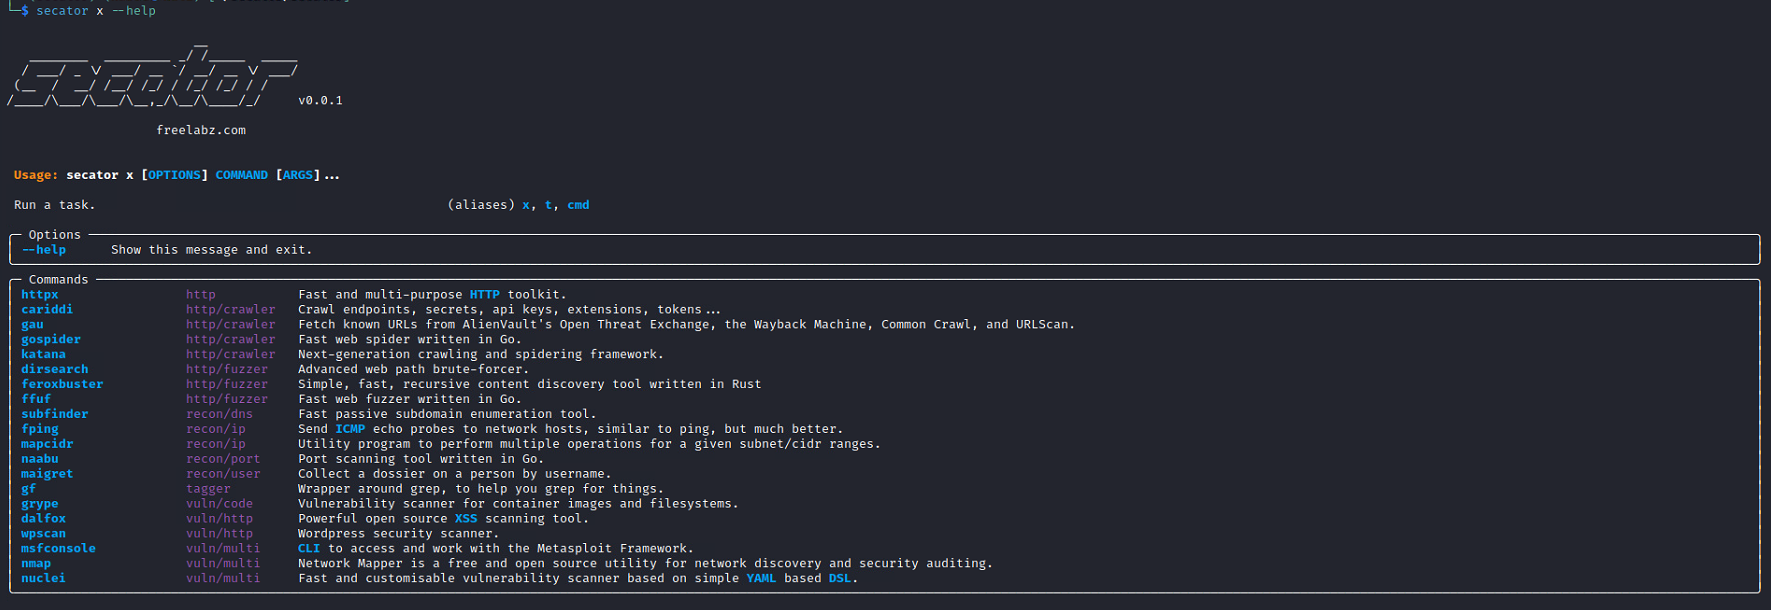 └─$ secator x --help
secator v0.0.1
freelabz.com
Usage: secator x [OPTIONS] COMMAND [ARGS]...
Run a task. (aliases) x, t, cmd
Options
--help Show this message and exit.
Commands
httpx http Fast and multi-purpose HTTP toolkit.
cariddi http/crawler Crawl endpoints, secrets, api keys, extensions, tokens...
gau http/crawler Fetch known URLs from AlienVault's Open Threat Exchange, the Wayback Machine, Common Crawl, and URLScan.
gospider http/crawler Fast web spider written in Go.
katana http/crawler Next-generation crawling and spidering framework.
dirsearch http/fuzzer Advanced web path brute-forcer.
feroxbuster http/fuzzer Simple, fast, recursive content discovery tool written in Rust
ffuf http/fuzzer Fast web fuzzer written in Go.
subfinder recon/dns Fast passive subdomain enumeration tool.
fping recon/ip Send ICMP echo probes to network hosts, similar to ping, but much better.
mapcidr recon/ip Utility program to perform multiple operations for a given subnet/cidr ranges.
naabu recon/port Port scanning tool written in Go.
maigret recon/user Collect a dossier on a person by username.
gf tagger Wrapper around grep, to help you grep for things.
grype vuln/code Vulnerability scanner for container images and filesystems.
dalfox vuln/http Powerful open source XSS scanning tool.
wpscan vuln/http Wordpress security scanner.
msfconsole vuln/multi CLI to access and work with the Metasploit Framework.
nmap vuln/multi Network Mapper is a free and open source utility for network discovery and security auditing.
nuclei vuln/multi Fast and customisable vulnerability scanner based on simple YAML based DSL.